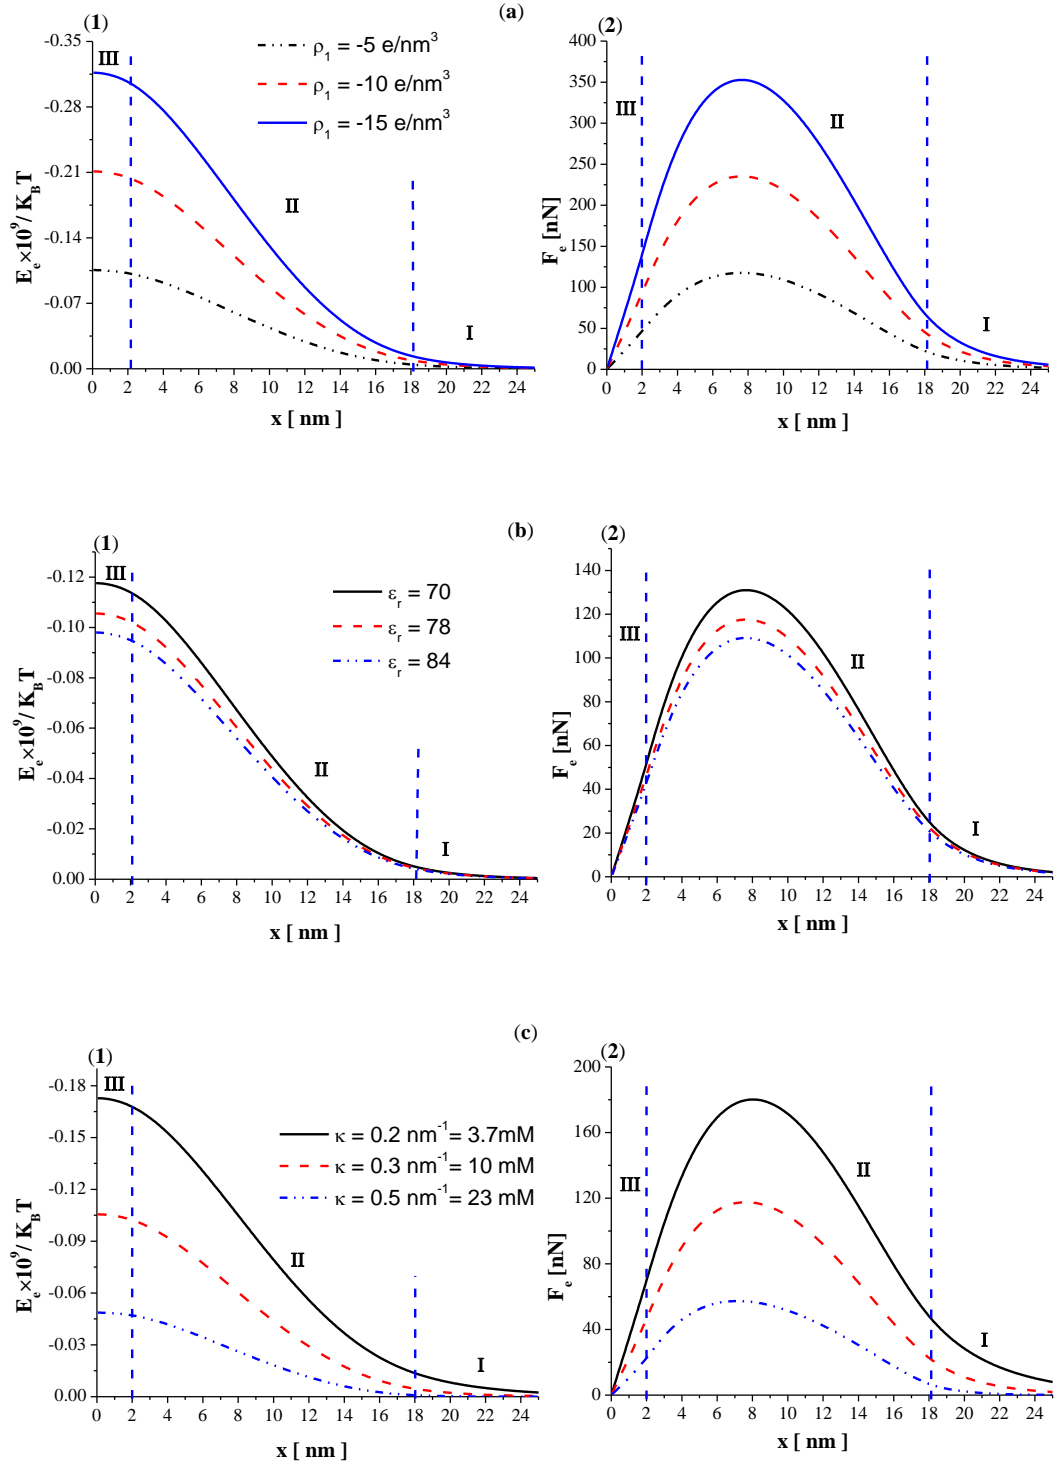 (a)
(1)
III
ρ₁ = -5 e/nm³
ρ₁ = -10 e/nm³
ρ₁ = -15 e/nm³
II
I
-0.35
-0.28
-0.21
-0.14
-0.07
0.00
Eₑ×10⁹/ K_BT
0 2 4 6 8 10 12 14 16 18 20 22 24
x [ nm ]
(2)
III
II
I
400
350
300
250
200
150
100
50
0
Fₑ [nN]
0 2 4 6 8 10 12 14 16 18 20 22 24
x [ nm ]
(b)
(1)
III
εᵣ = 70
εᵣ = 78
εᵣ = 84
II
I
-0.12
-0.10
-0.08
-0.06
-0.04
-0.02
0.00
Eₑ×10⁹/ K_BT
0 2 4 6 8 10 12 14 16 18 20 22 24
x [ nm ]
(2)
III
II
I
140
120
100
80
60
40
20
0
Fₑ [nN]
0 2 4 6 8 10 12 14 16 18 20 22 24
x [ nm ]
(c)
(1)
III
κ = 0.2 nm⁻¹= 3.7mM
κ = 0.3 nm⁻¹= 10 mM
κ = 0.5 nm⁻¹= 23 mM
II
I
-0.18
-0.15
-0.12
-0.09
-0.06
-0.03
0.00
Eₑ×10⁹/ K_BT
0 2 4 6 8 10 12 14 16 18 20 22 24
x [ nm ]
(2)
III
II
I
200
160
120
80
40
0
Fₑ [nN]
0 2 4 6 8 10 12 14 16 18 20 22 24
x [ nm ]